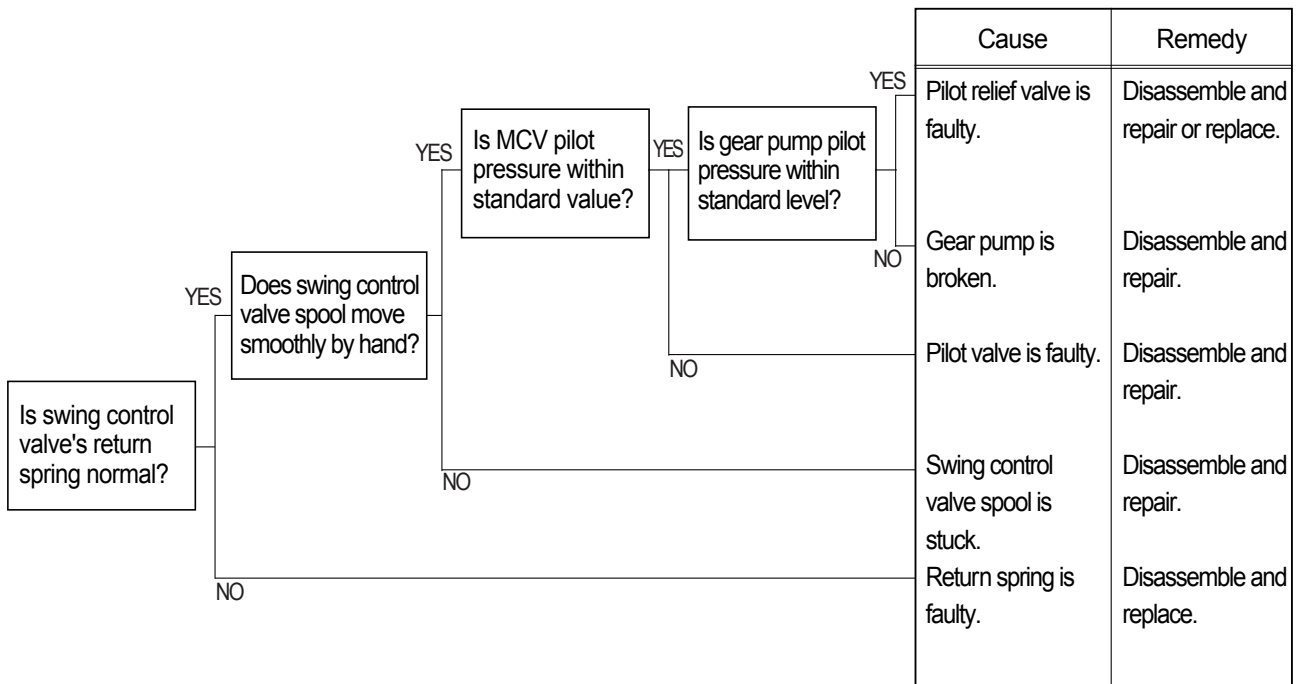 Cause
Remedy
YES
Pilot relief valve is
faulty.
Disassemble and
repair or replace.
YES
Is MCV pilot
pressure within
standard value?
YES
Is gear pump pilot
pressure within
standard level?
NO
Gear pump is
broken.
Disassemble and
repair.
YES
Does swing control
valve spool move
smoothly by hand?
NO
Pilot valve is faulty.
Disassemble and
repair.
Is swing control
valve's return
spring normal?
NO
Swing control
valve spool is
stuck.
Disassemble and
repair.
NO
Return spring is
faulty.
Disassemble and
replace.